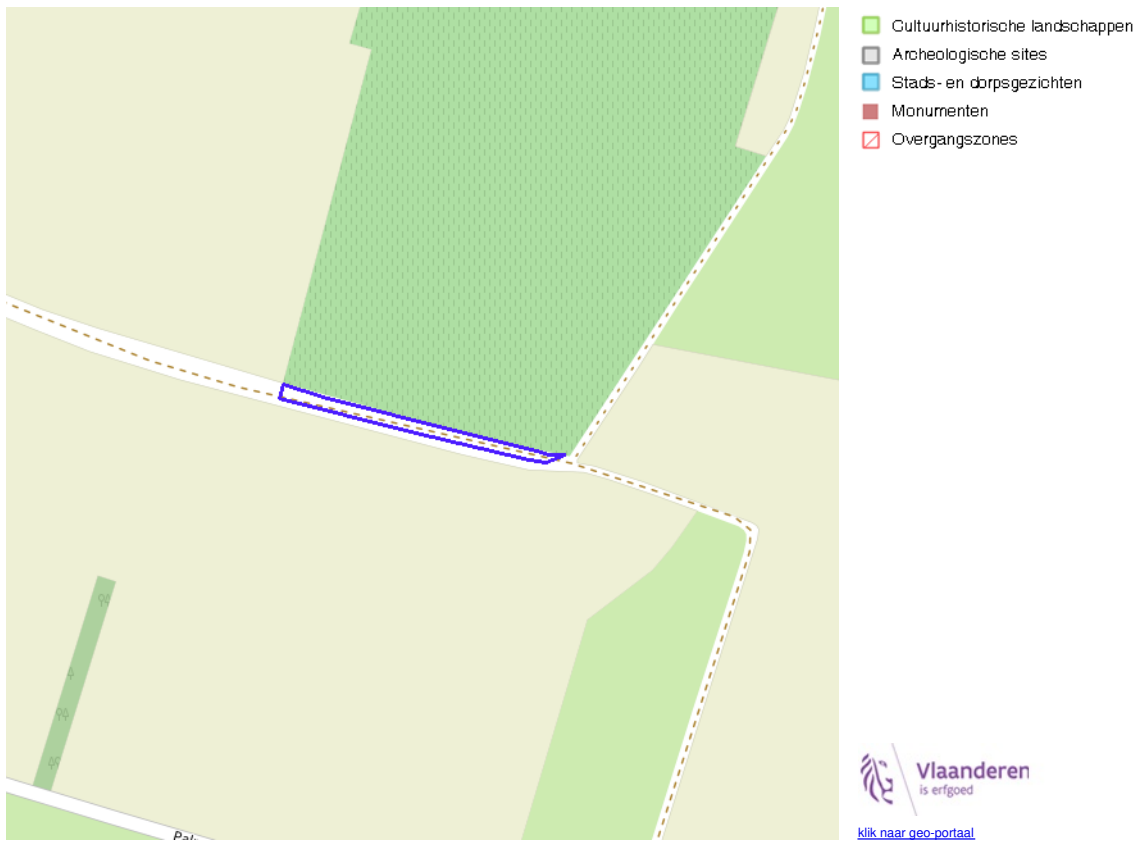 Cultuurhistorische landschappen
Archeologische sites
Stads- en dorpsgezichten
Monumenten
Overgangszones
Vlaanderen
is erfgoed
klik naar geo-portaal